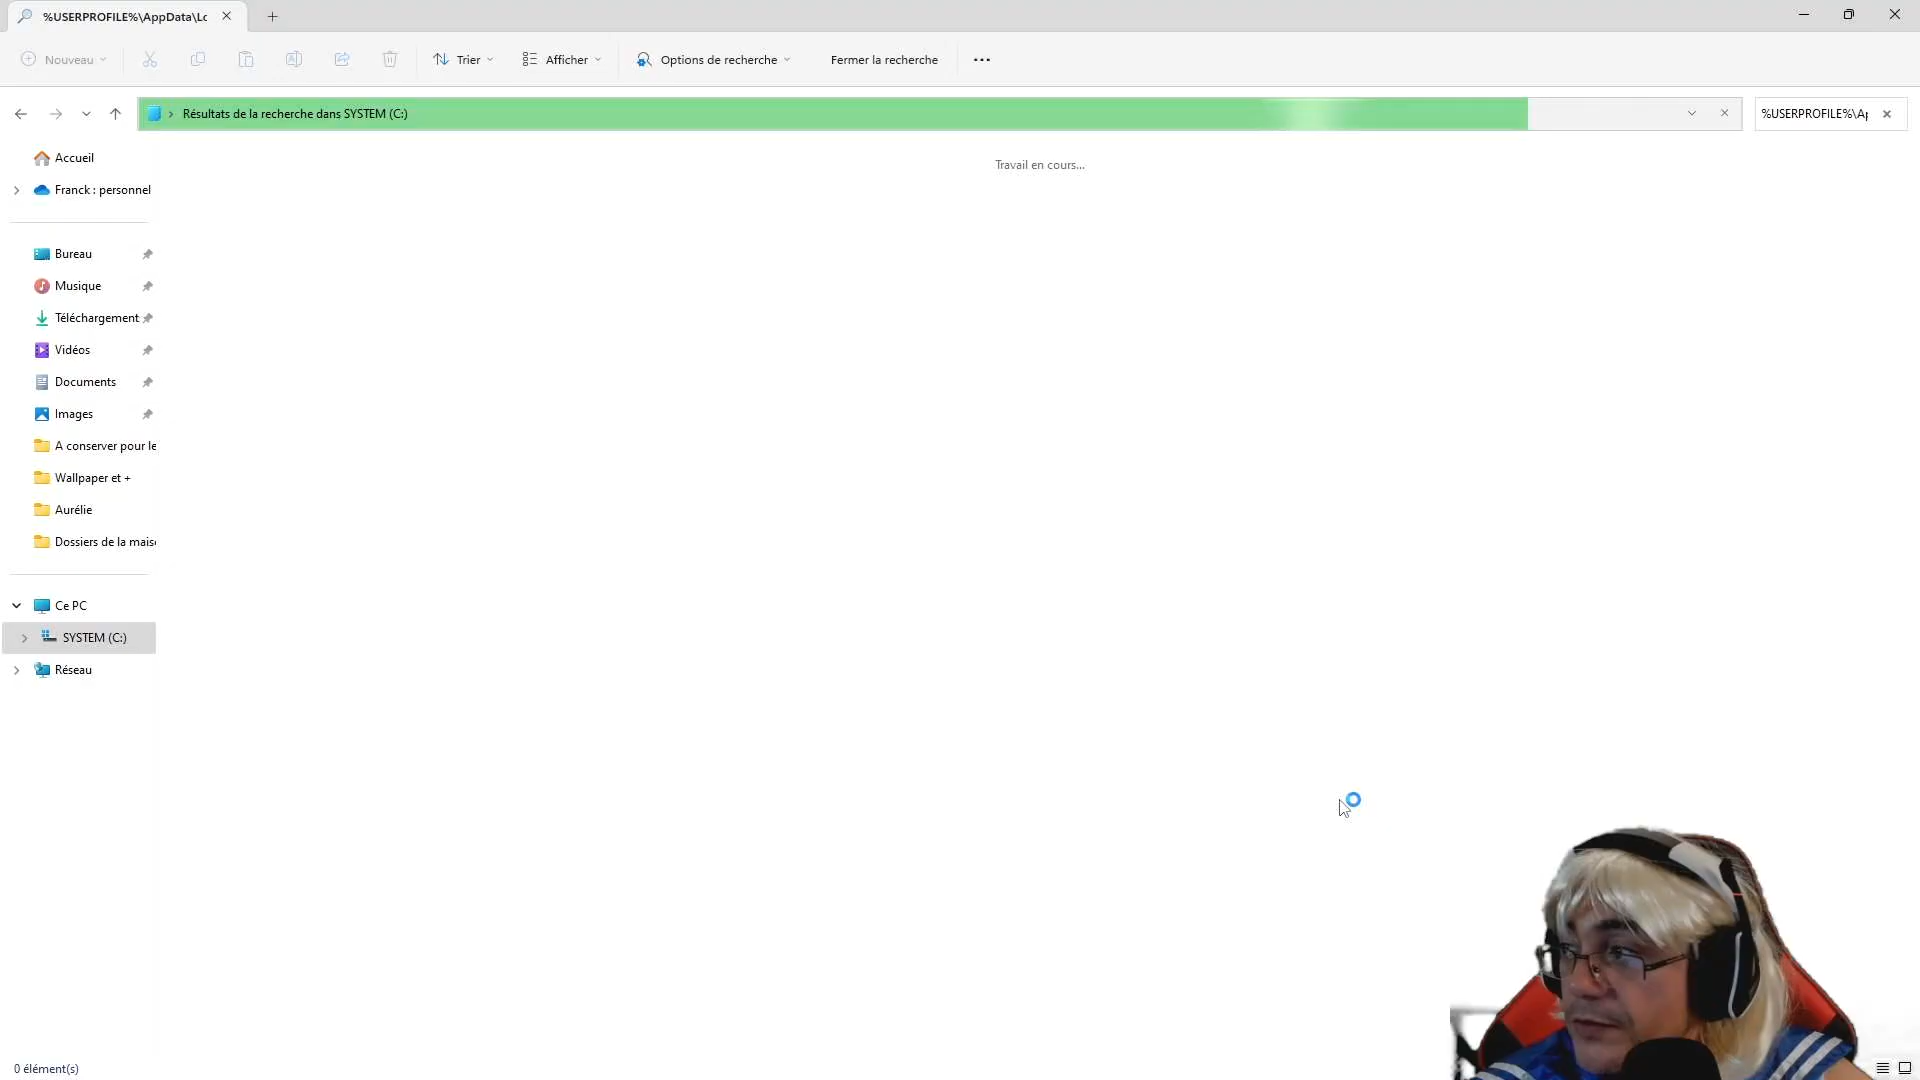 %USERPROFILE%\AppData\Lo
Nouveau
Trier
Afficher
Options de recherche
Fermer la recherche
Résultats de la recherche dans SYSTEM (C:)
%USERPROFILE%\Ap
Travail en cours...
Accueil
Franck : personnel
Bureau
Musique
Téléchargement
Vidéos
Documents
Images
A conserver pour le
Wallpaper et +
Aurélie
Dossiers de la mais
Ce PC
SYSTEM (C:)
Réseau
0 élément(s)